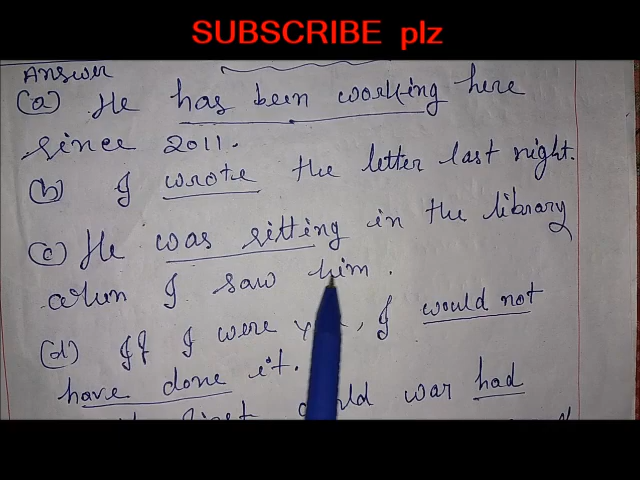 SUBSCRIBE plz
Answer
(a) He has been working here
since 2011.
(b) I wrote the letter last night.
(c) He was sitting in the library
when I saw him.
(d) If I were, I would not
have done it.
first world war had